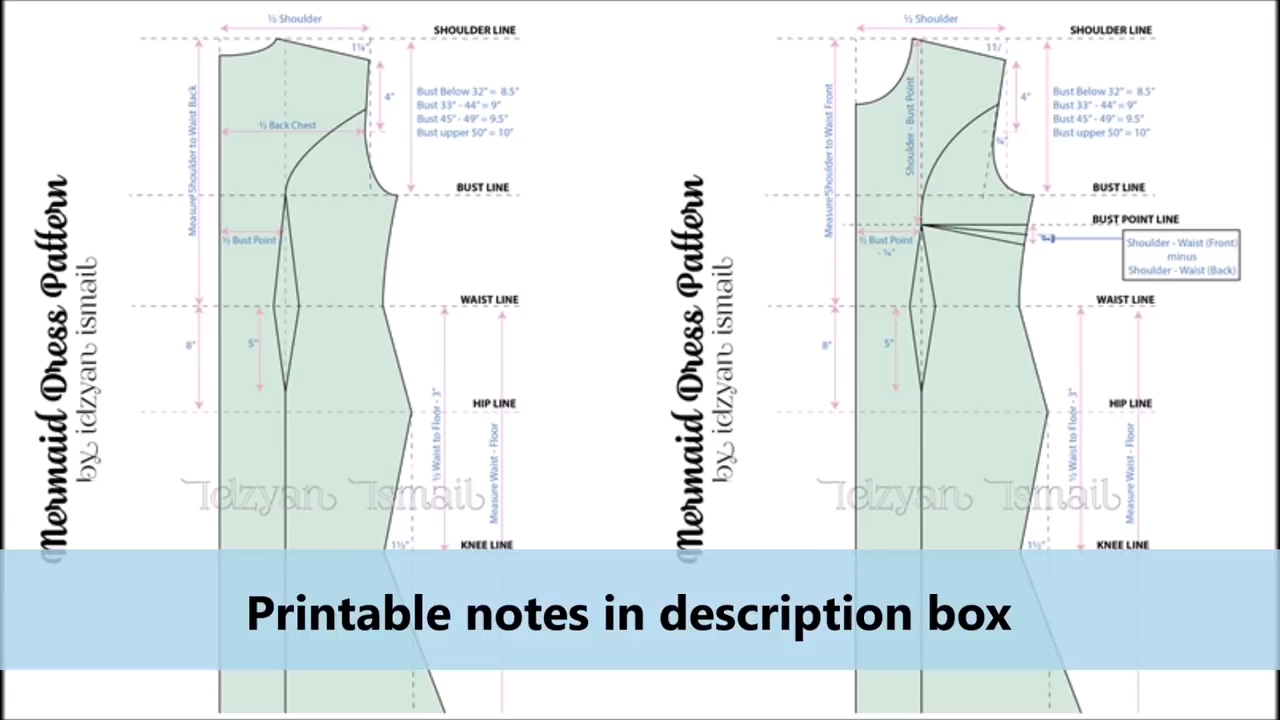 Mermaid Dress Pattern
by idzyan ismail
½ Shoulder
SHOULDER LINE
1¼"
4"
Bust Below 32" = 8.5"
Bust 33" - 44" = 9"
Bust 45" - 49" = 9.5"
Bust upper 50" = 10"
½ Back Chest
Measure Shoulder to Waist Back
BUST LINE
½ Bust Point
WAIST LINE
8"
5"
HIP LINE
½ Waist to Floor - 3"
Measure Waist - Floor
Idzyan Ismail
1½"
KNEE LINE
Mermaid Dress Pattern
by idzyan ismail
½ Shoulder
SHOULDER LINE
11/
4"
Bust Below 32" = 8.5"
Bust 33" - 44" = 9"
Bust 45" - 49" = 9.5"
Bust upper 50" = 10"
Shoulder - Bust Point
Measure Shoulder to Waist Front
BUST LINE
BUST POINT LINE
½ Bust Point
Shoulder - Waist (Front)
minus
Shoulder - Waist (Back)
WAIST LINE
8"
5"
HIP LINE
½ Waist to Floor - 3"
Measure Waist - Floor
Idzyan Ismail
1½"
KNEE LINE
Printable notes in description box